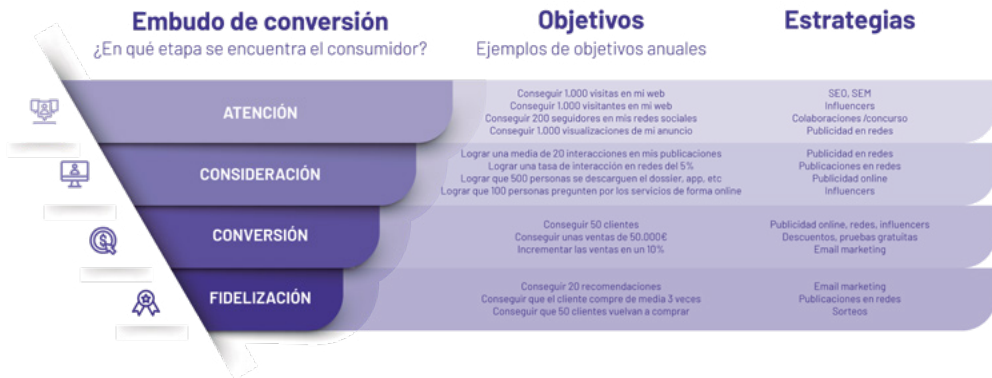 Embudo de conversión
¿En qué etapa se encuentra el consumidor?
Objetivos
Ejemplos de objetivos anuales
Estrategias
ATENCIÓN
Conseguir 1.000 visitas en mi web
Conseguir 1.000 visitantes en mi web
Conseguir 200 seguidores en mis redes sociales
Conseguir 1.000 visualizaciones de mi anuncio
SEO, SEM
Influencers
Colaboraciones /concurso
Publicidad en redes
CONSIDERACIÓN
Lograr una media de 20 interacciones en mis publicaciones
Lograr una tasa de interacción en redes del 5%
Lograr que 500 personas se descarguen el dossier, app, etc
Lograr que 100 personas pregunten por los servicios de forma online
Publicidad en redes
Publicaciones en redes
Publicidad online
Influencers
CONVERSIÓN
Conseguir 50 clientes
Conseguir unas ventas de 50.000€
Incrementar las ventas en un 10%
Publicidad online, redes, influencers
Descuentos, pruebas gratuitas
Email marketing
FIDELIZACIÓN
Conseguir 20 recomendaciones
Conseguir que el cliente compre de media 3 veces
Conseguir que 50 clientes vuelvan a comprar
Email marketing
Publicaciones en redes
Sorteos